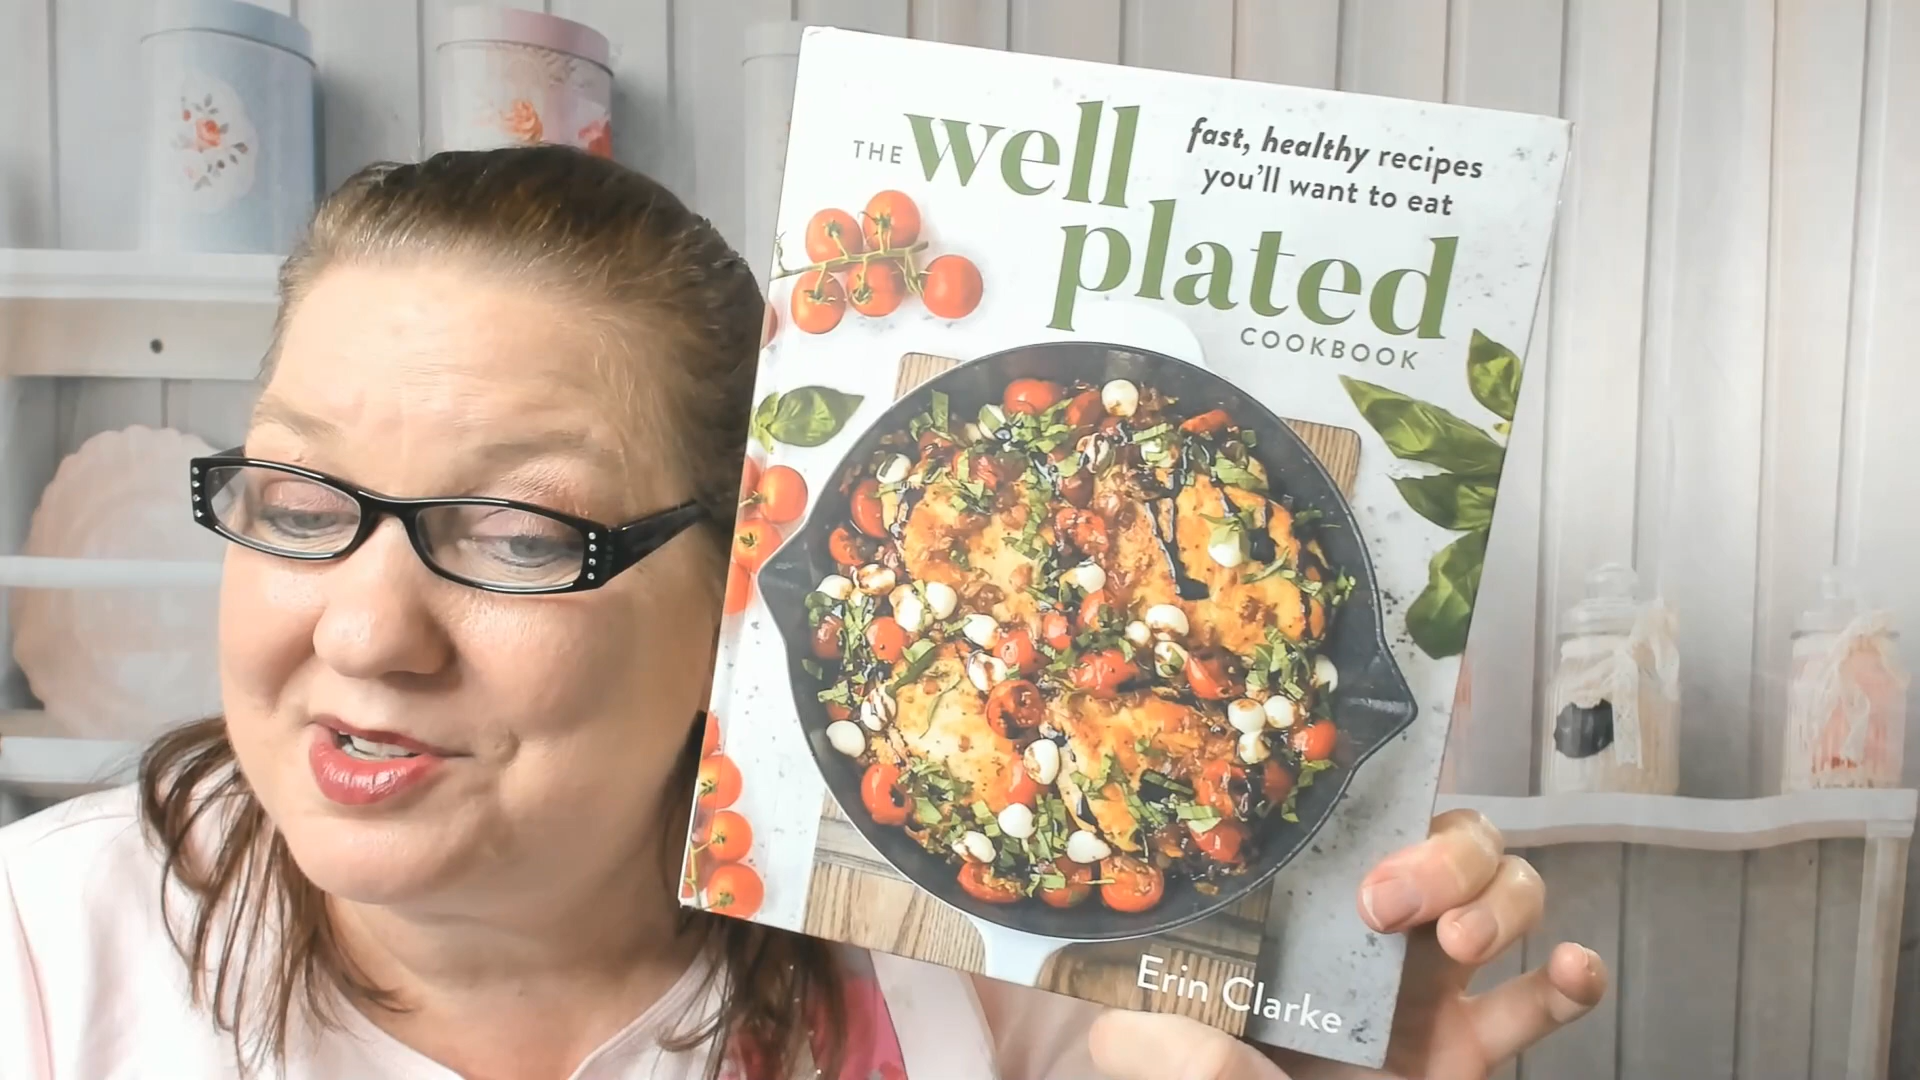 THE well
plated
COOKBOOK
fast, healthy recipes
you'll want to eat
Erin Clarke